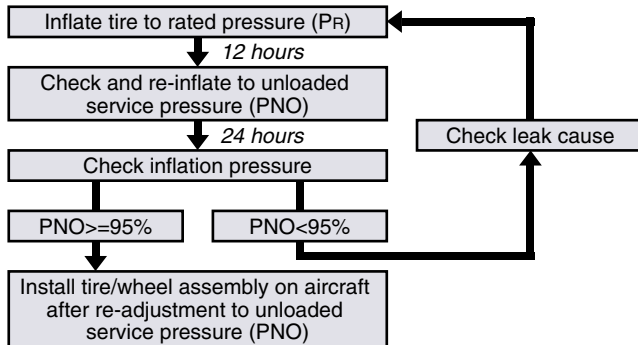 Inflate tire to rated pressure (PR)
12 hours
Check and re-inflate to unloaded
service pressure (PNO)
24 hours
Check leak cause
Check inflation pressure
PNO>=95%
PNO<95%
Install tire/wheel assembly on aircraft
after re-adjustment to unloaded
service pressure (PNO)